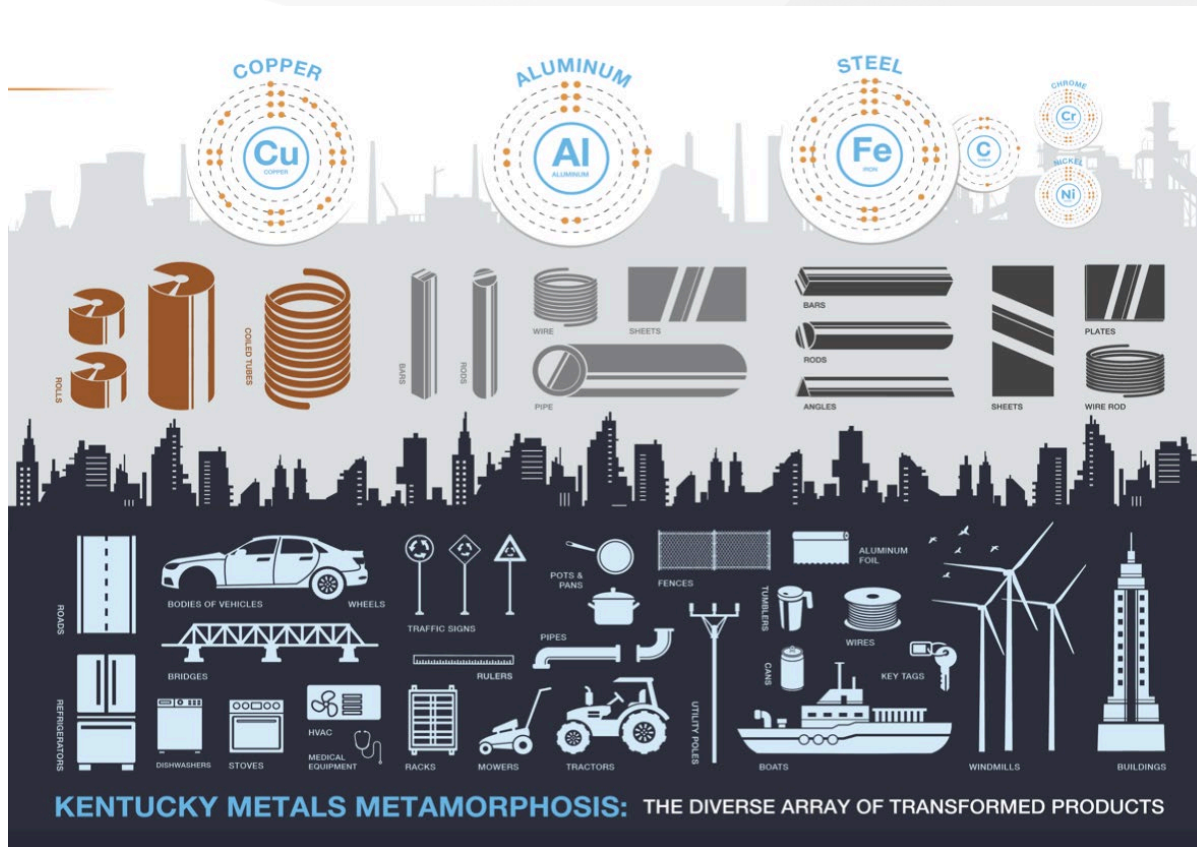 COPPER
Cu
COPPER
ALUMINUM
Al
ALUMINUM
STEEL
Fe
IRON
C
CARBON
CHROME
Cr
NICKEL
Ni
ROLLS
COILED TUBES
BARS
RODS
WIRE
SHEETS
PIPE
BARS
RODS
ANGLES
SHEETS
PLATES
WIRE ROD
ROADS
BODIES OF VEHICLES
WHEELS
BRIDGES
TRAFFIC SIGNS
RULERS
POTS &
PANS
PIPES
FENCES
ALUMINUM
FOIL
TUMBLERS
WIRES
CANS
KEY TAGS
REFRIGERATORS
DISHWASHERS
STOVES
HVAC
MEDICAL
EQUIPMENT
RACKS
MOWERS
TRACTORS
UTILITY POLES
BOATS
WINDMILLS
BUILDINGS
KENTUCKY METALS METAMORPHOSIS: THE DIVERSE ARRAY OF TRANSFORMED PRODUCTS